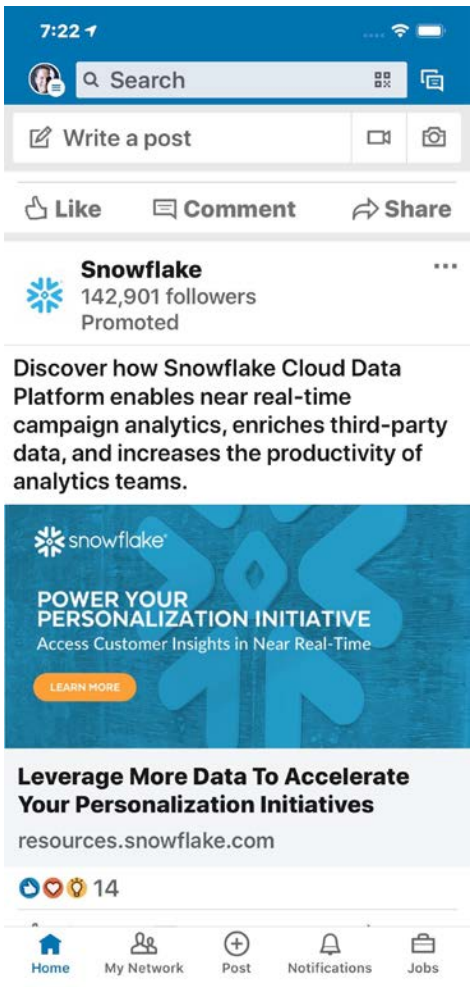 7:22
Search
Write a post
Like Comment Share
Snowflake
142,901 followers
Promoted
Discover how Snowflake Cloud Data
Platform enables near real-time
campaign analytics, enriches third-party
data, and increases the productivity of
analytics teams.
snowflake®
POWER YOUR
PERSONALIZATION INITIATIVE
Access Customer Insights in Near Real-Time
LEARN MORE
Leverage More Data To Accelerate
Your Personalization Initiatives
resources.snowflake.com
14
Home My Network Post Notifications Jobs